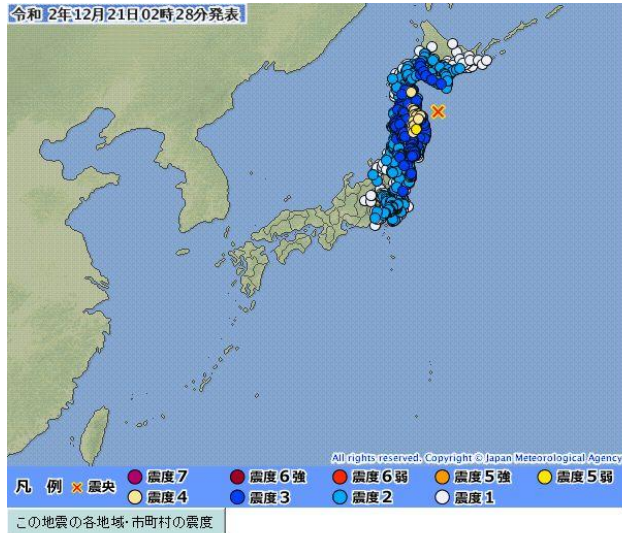 令和 2年12月21日02時28分発表
All rights reserved. Copyright © Japan Meteorological Agency
凡 例 震央 震度7 震度6強 震度6弱 震度5強 震度5弱
震度4 震度3 震度2 震度1
この地震の各地域・市町村の震度